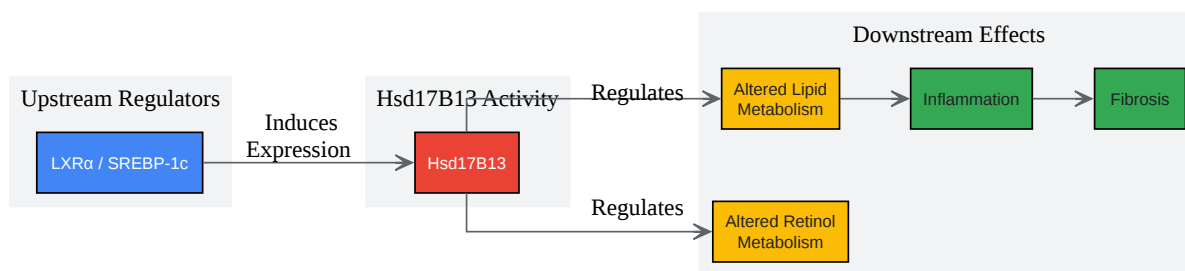 Downstream Effects
Upstream Regulators
Hsd17B13 Activity
Induces
Expression
LXRα / SREBP-1c
Hsd17B13
Regulates
Altered Lipid
Metabolism
Inflammation
Fibrosis
Regulates
Altered Retinol
Metabolism